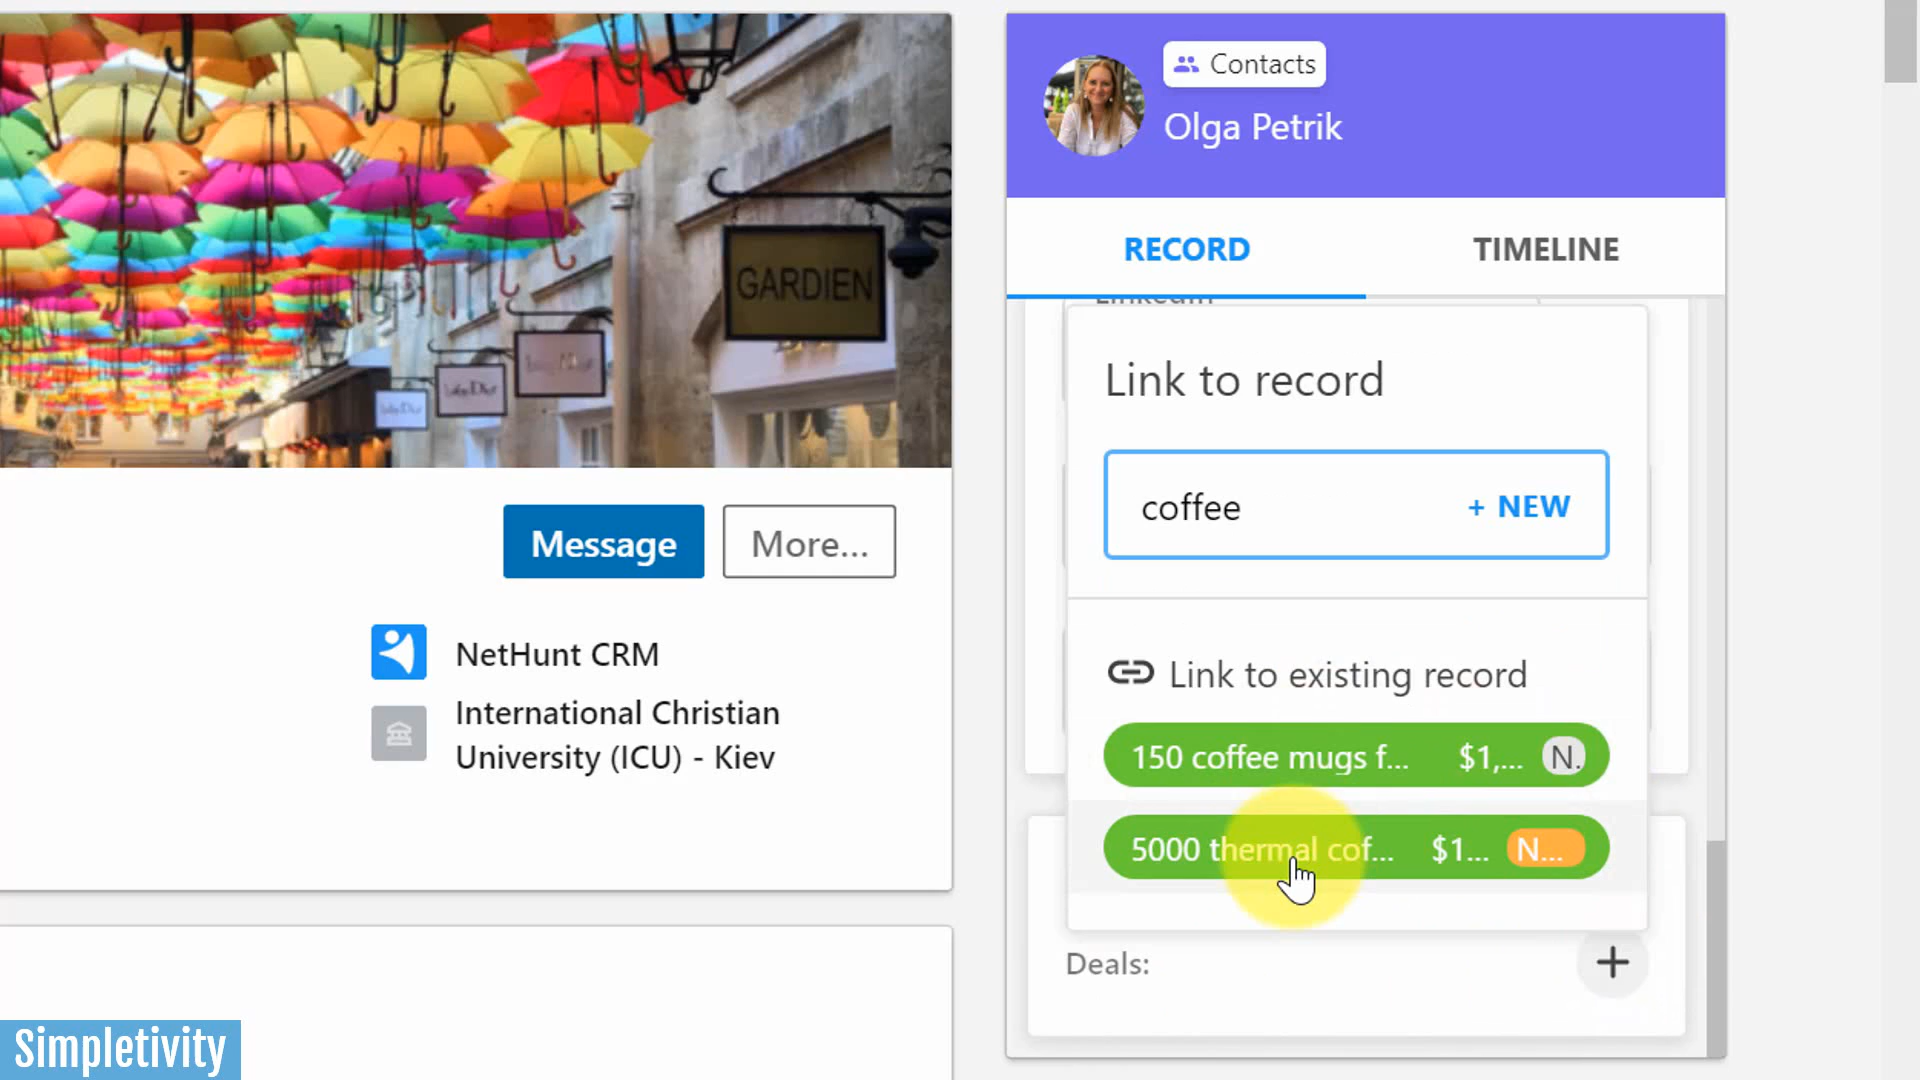 GARDIEN
Message
More...
NetHunt CRM
International Christian
University (ICU) - Kiev
Contacts
Olga Petrik
RECORD
TIMELINE
Link to record
coffee
+ NEW
Link to existing record
150 coffee mugs f... $1,... N.
5000 thermal cof... $1... N...
Deals:
Simpletivity